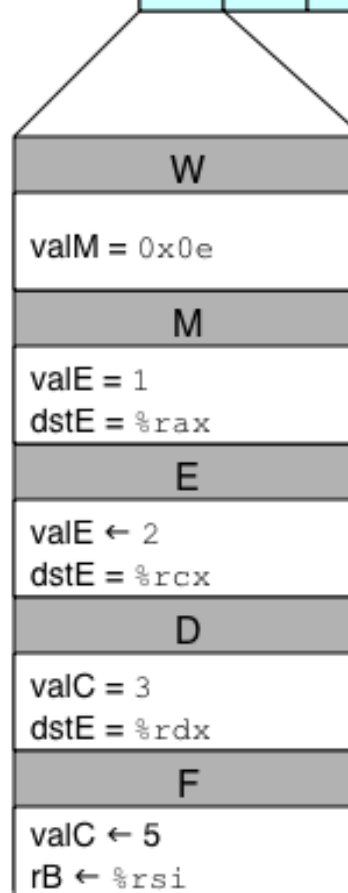 W
valM = 0x0e
M
valE = 1
dstE = %rax
E
valE ← 2
dstE = %rcx
D
valC = 3
dstE = %rdx
F
valC ← 5
rB ← %rsi